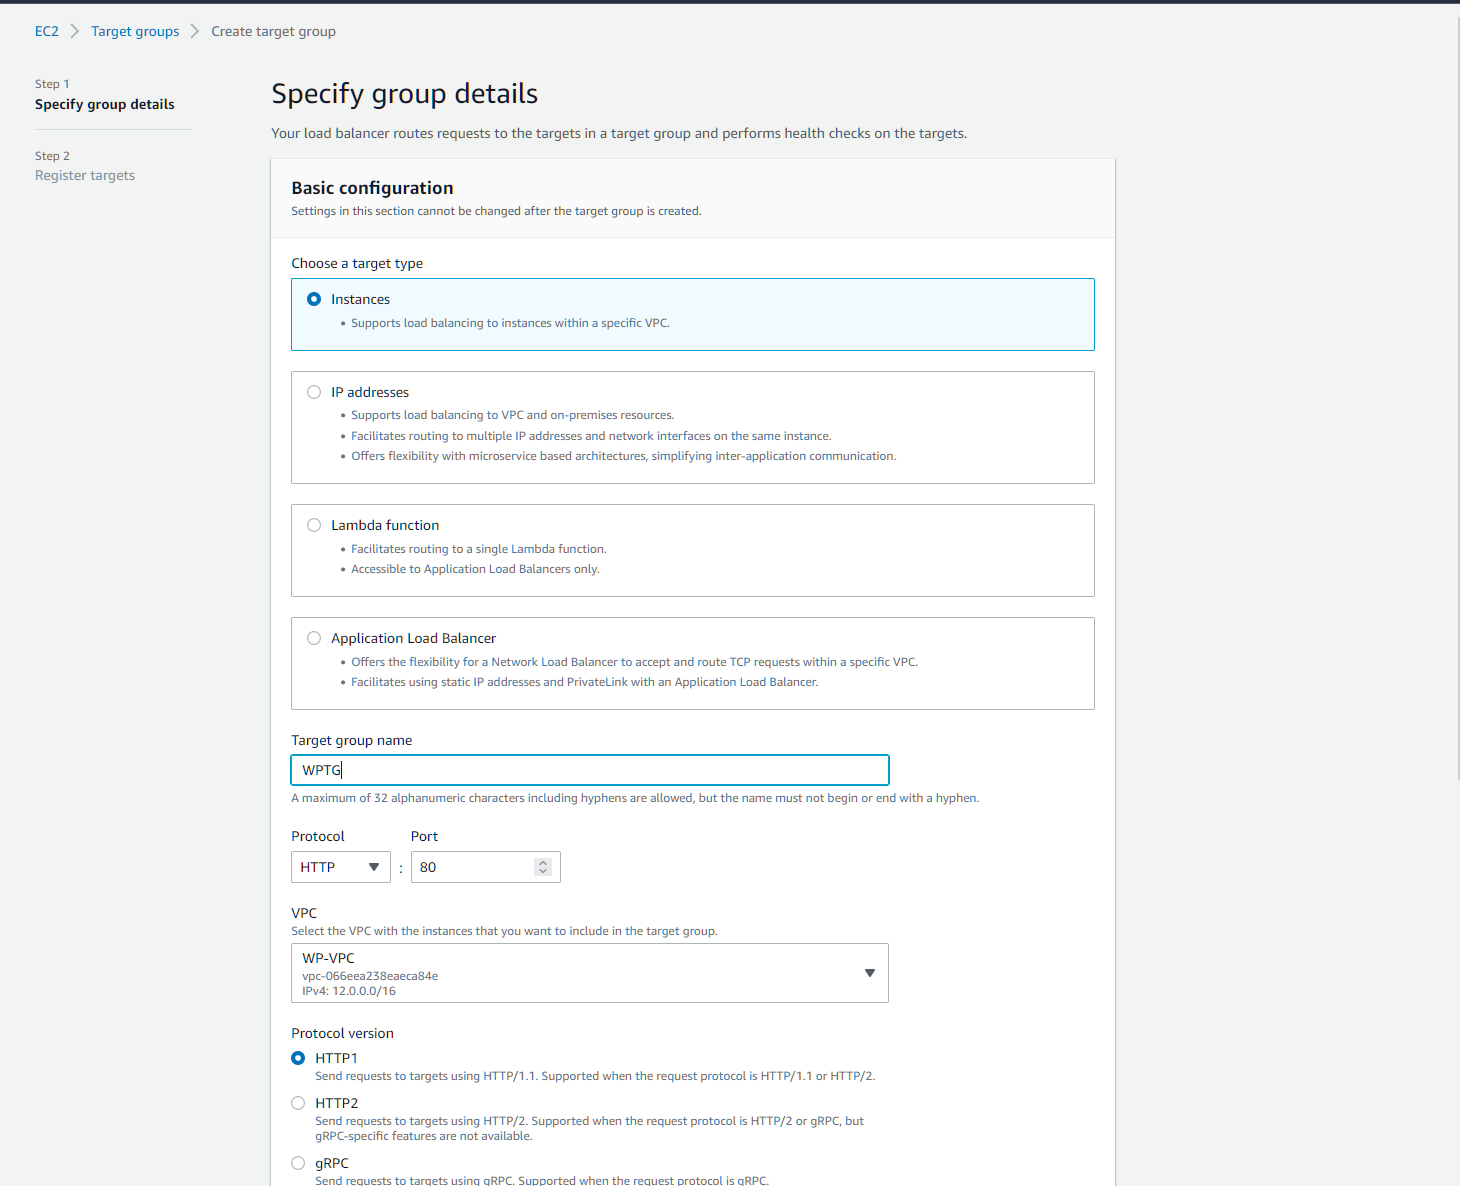 EC2 > Target groups > Create target group
Step 1
Specify group details
Step 2
Register targets
Specify group details
Your load balancer routes requests to the targets in a target group and performs health checks on the targets.
Basic configuration
Settings in this section cannot be changed after the target group is created.
Choose a target type
Instances
• Supports load balancing to instances within a specific VPC.
IP addresses
• Supports load balancing to VPC and on-premises resources.
• Facilitates routing to multiple IP addresses and network interfaces on the same instance.
• Offers flexibility with microservice based architectures, simplifying inter-application communication.
Lambda function
• Facilitates routing to a single Lambda function.
• Accessible to Application Load Balancers only.
Application Load Balancer
• Offers the flexibility for a Network Load Balancer to accept and route TCP requests within a specific VPC.
• Facilitates using static IP addresses and PrivateLink with an Application Load Balancer.
Target group name
WPTG
A maximum of 32 alphanumeric characters including hyphens are allowed, but the name must not begin or end with a hyphen.
Protocol Port
HTTP : 80
VPC
Select the VPC with the instances that you want to include in the target group.
WP-VPC
vpc-066eea238eaeca84e
IPv4: 12.0.0.0/16
Protocol version
HTTP1
Send requests to targets using HTTP/1.1. Supported when the request protocol is HTTP/1.1 or HTTP/2.
HTTP2
Send requests to targets using HTTP/2. Supported when the request protocol is HTTP/2 or gRPC, but
gRPC-specific features are not available.
gRPC
Send requests to targets using gRPC. Supported when the request protocol is gRPC.